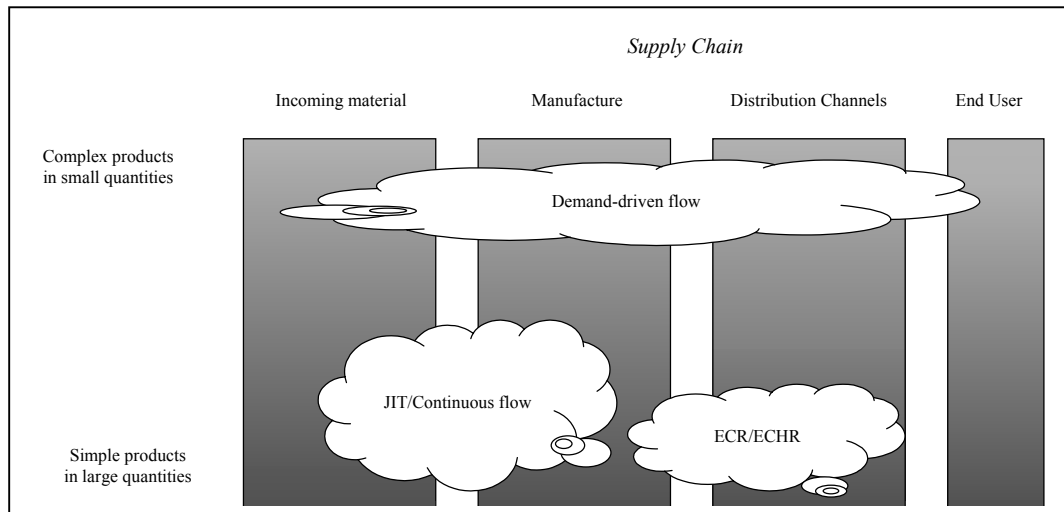 Supply Chain
Incoming material
Manufacture
Distribution Channels
End User
Complex products
in small quantities
Demand-driven flow
JIT/Continuous flow
ECR/ECHR
Simple products
in large quantities